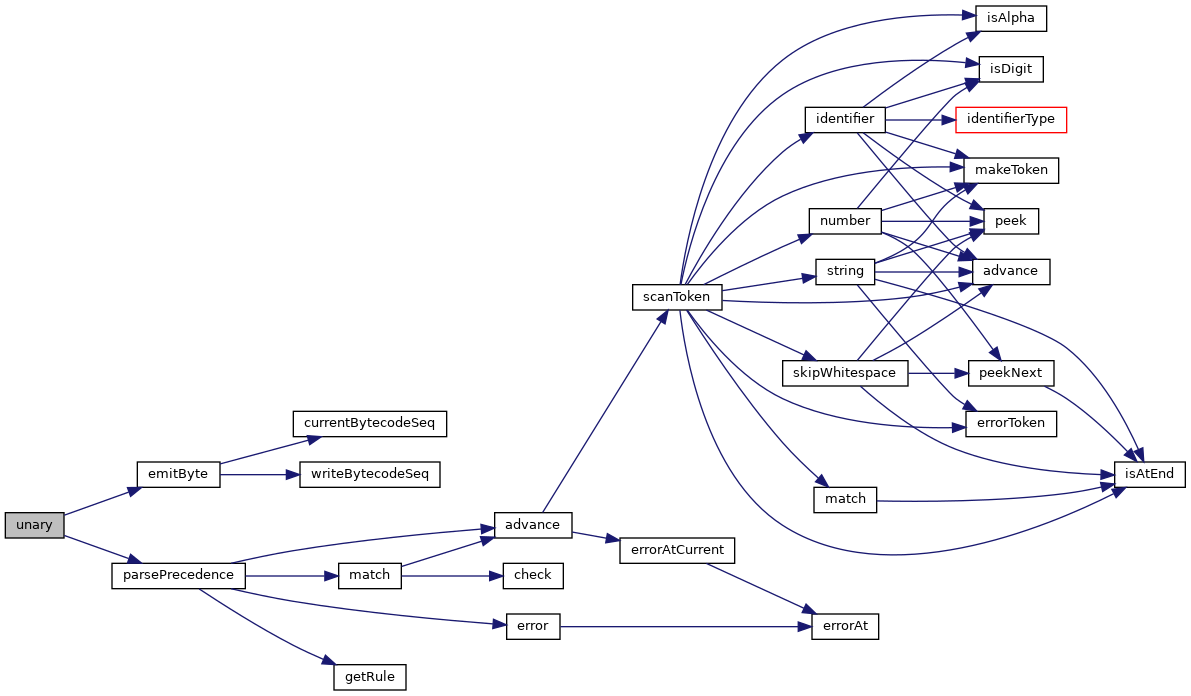 isAlpha
isDigit
identifier
identifierType
makeToken
number
peek
string
advance
scanToken
skipWhitespace
peekNext
currentBytecodeSeq
errorToken
emitByte
writeBytecodeSeq
isAtEnd
match
unary
advance
errorAtCurrent
parsePrecedence
match
check
error
errorAt
getRule